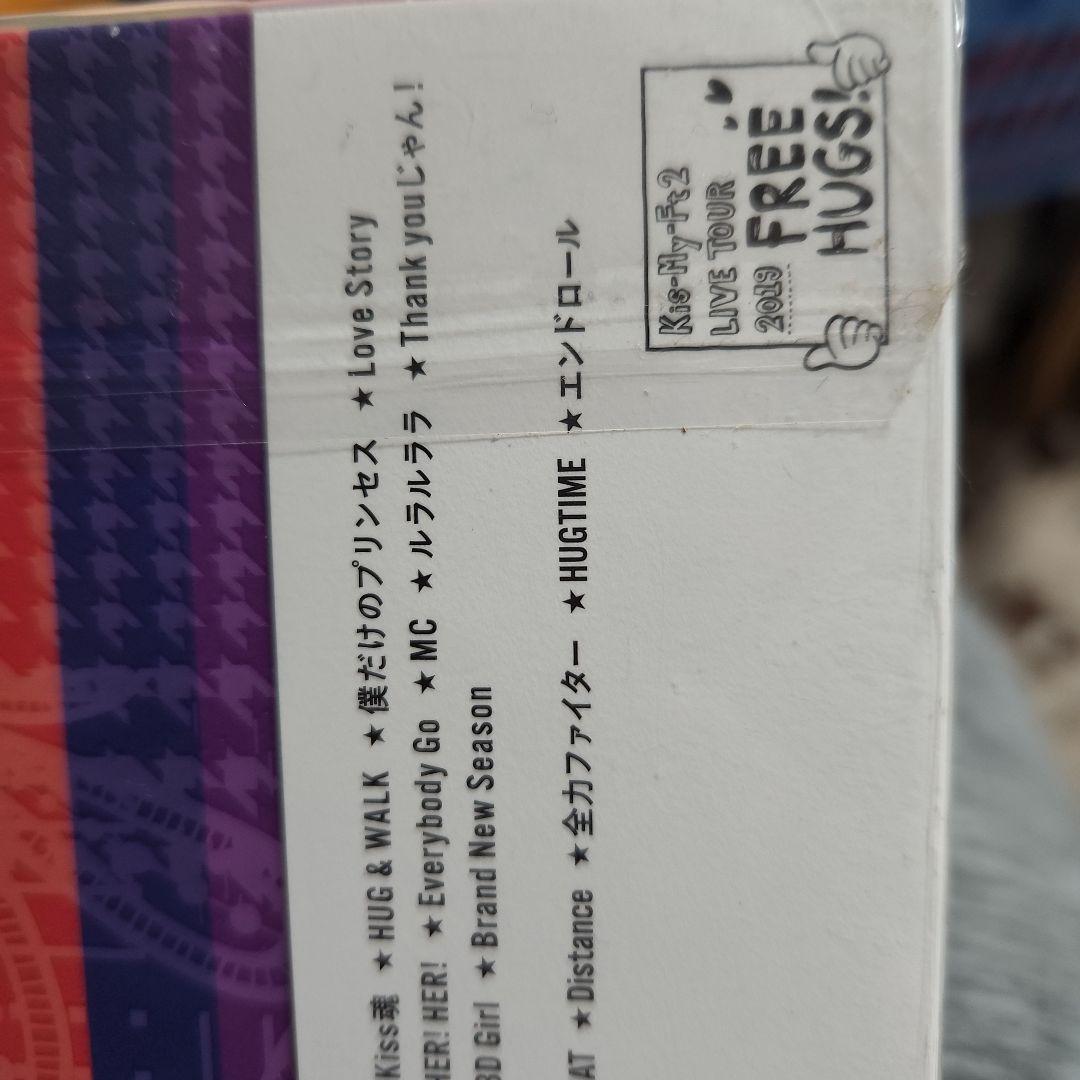 Kiss魂 ★HUG & WALK ★僕だけのプリンセス ★Love Story
HER! HER! ★Everybody Go ★MC ★ルラルララ ★Thank youじゃん!
3D Girl ★Brand New Season
AT ★Distance ★全力ファイター ★HUGTIME ★エンドロール
Kis-My-Ft2
LIVE TOUR
2019 FREE
HUGS!